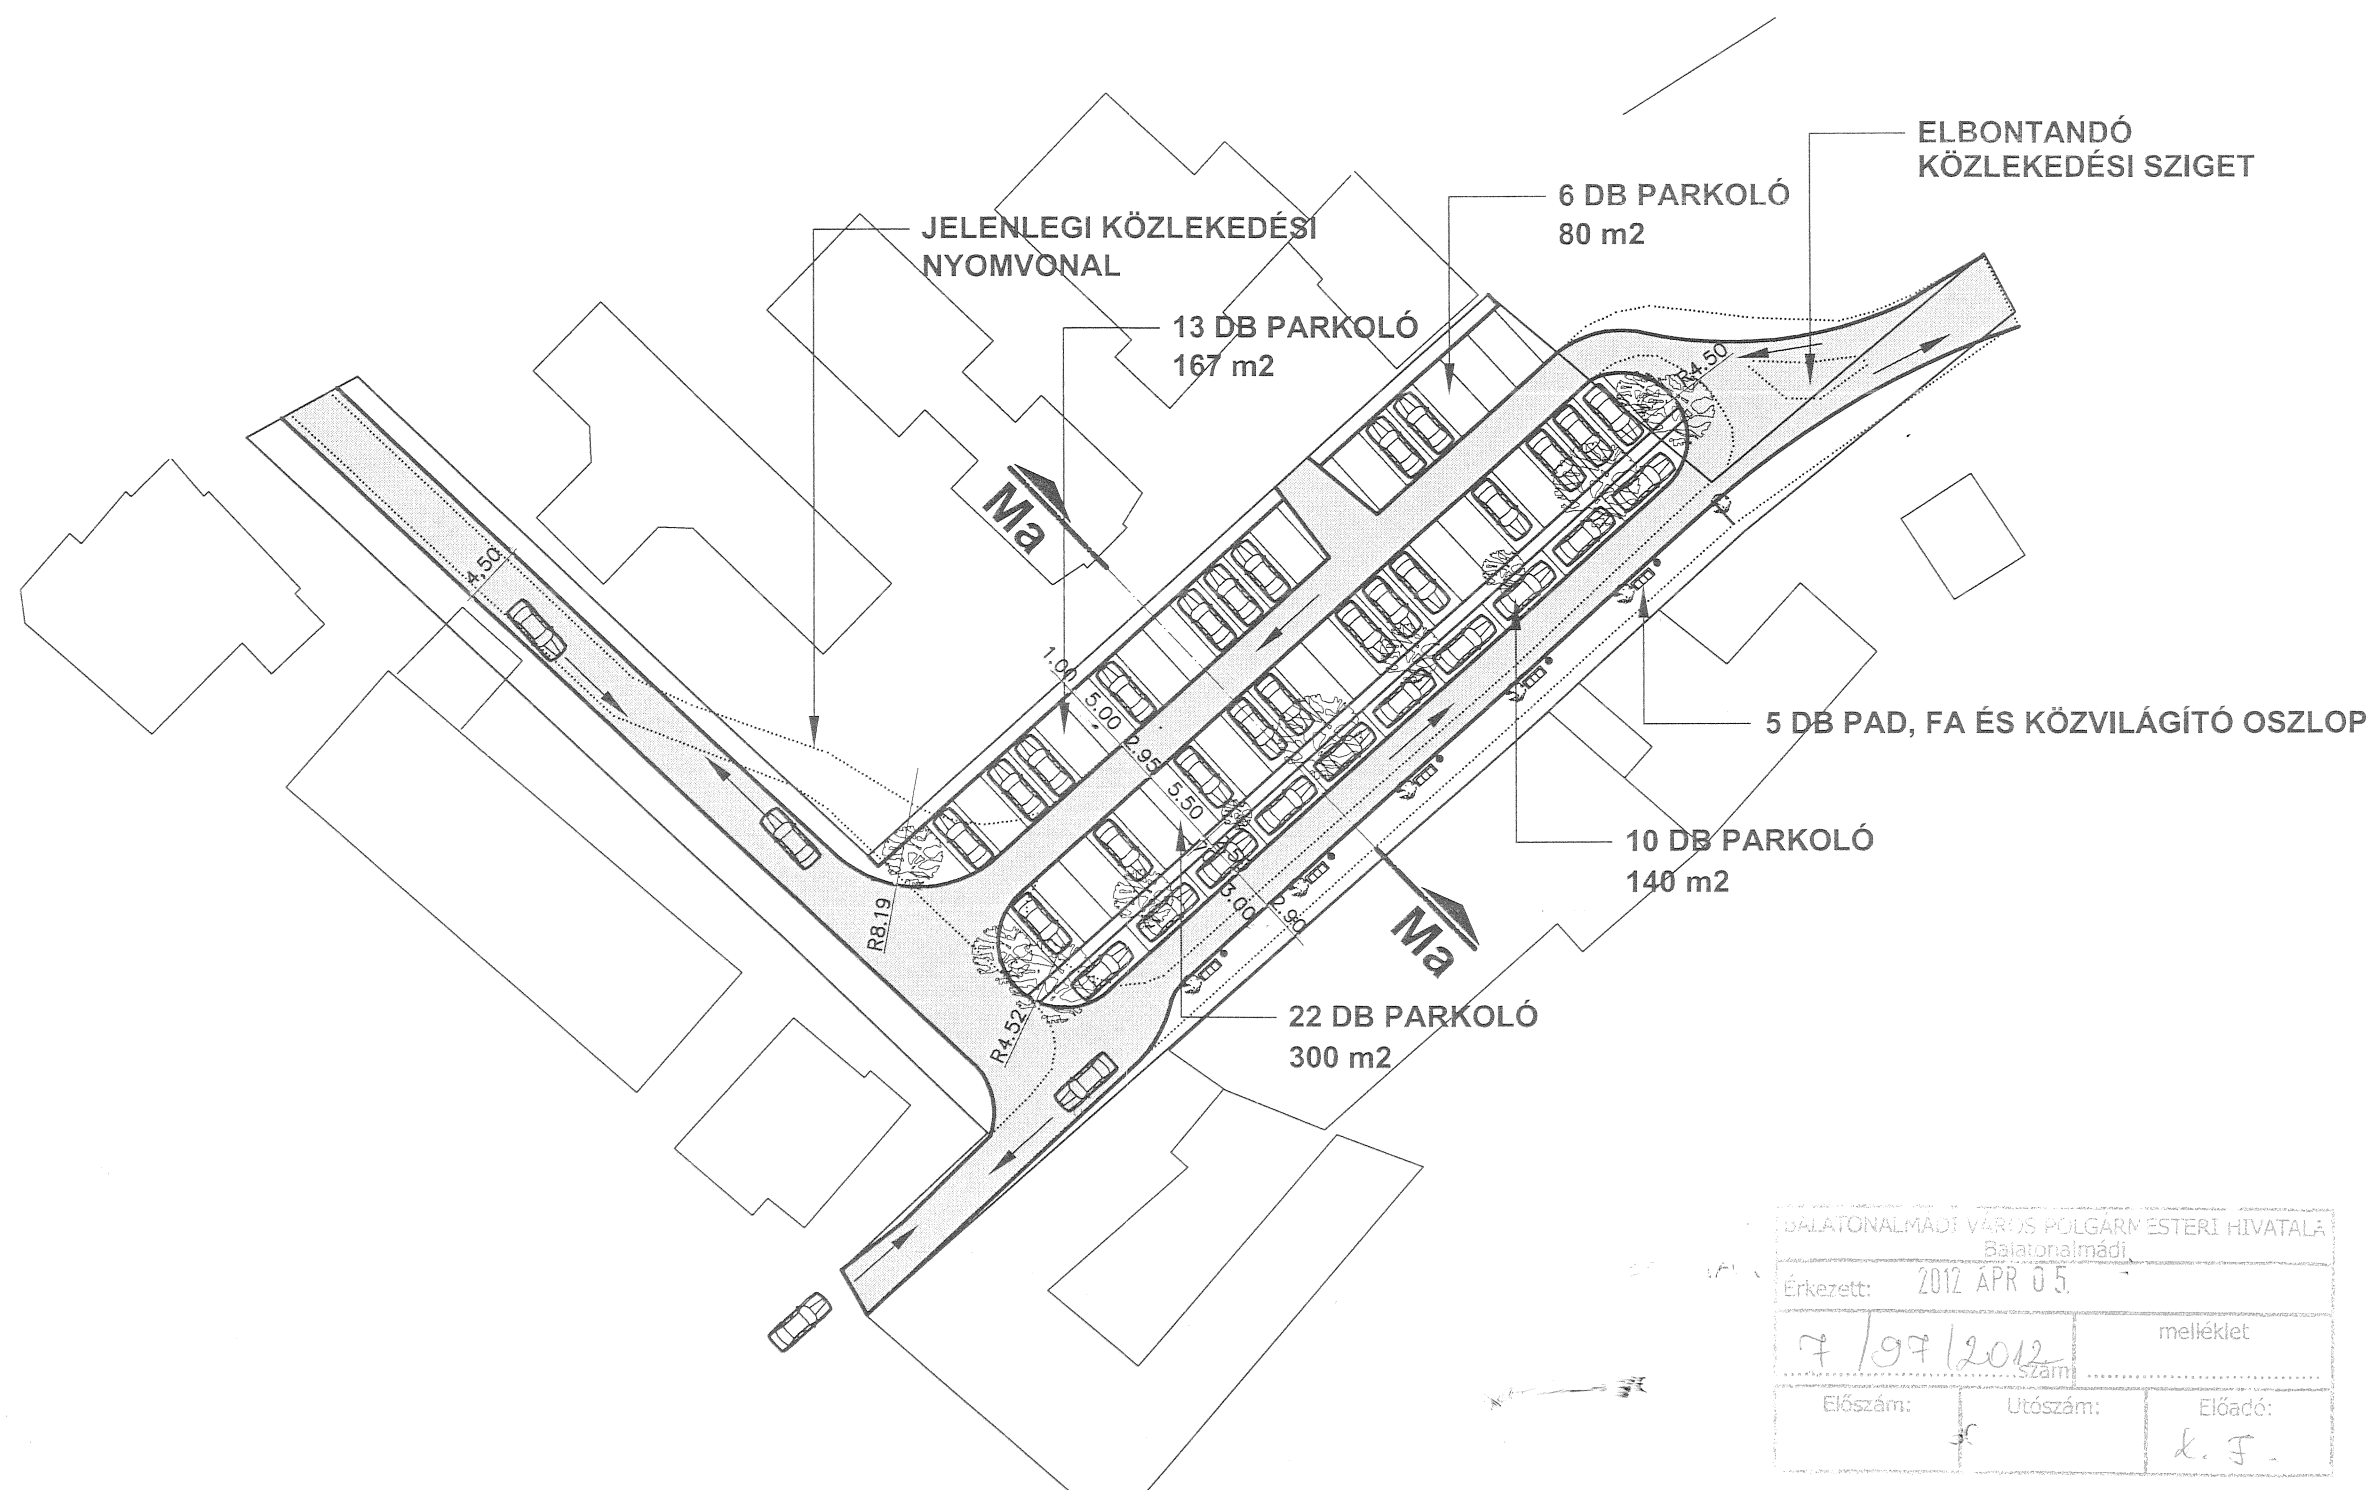 ELBONTANDÓ
KÖZLEKEDÉSI SZIGET
6 DB PARKOLÓ
80 m2
JELENLEGI KÖZLEKEDÉSI
NYOMVONAL
13 DB PARKOLÓ
167 m2
R4.50
Ma
4,50
1.00
5.00
2.95
5.50
3.00
2.90
5 DB PAD, FA ÉS KÖZVILÁGÍTÓ OSZLOP
10 DB PARKOLÓ
140 m2
R8.19
Ma
R4.52
22 DB PARKOLÓ
300 m2
BALATONALMÁDI VÁROS POLGÁRMESTERI HIVATALA
Balatonalmádi
Érkezett: 2012 ÁPR 05.
7/97/2012 szám
melléklet
Előszám: Utószám: Előadó: